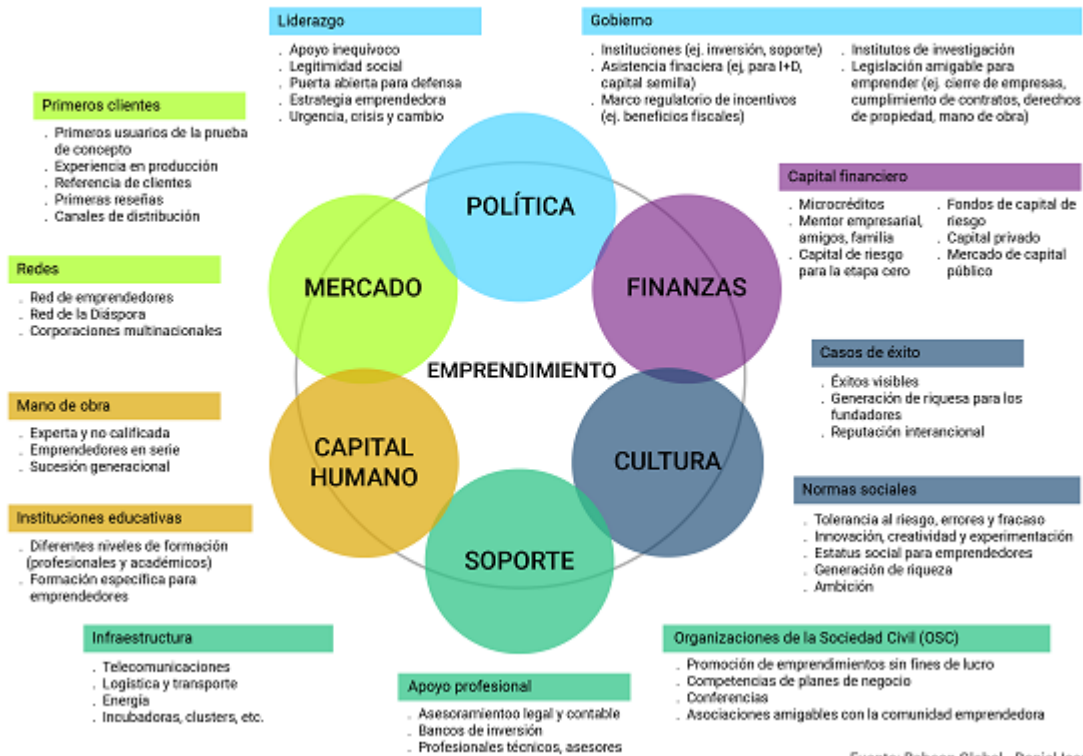 Liderazgo
. Apoyo inequívoco
. Legitimidad social
. Puerta abierta para defensa
. Estrategia emprendedora
. Urgencia, crisis y cambio
Gobierno
. Instituciones (ej. inversión, soporte)
. Asistencia finaciera (ej, para I+D,
capital semilla)
. Marco regulatorio de incentivos
(ej. beneficios fiscales)
. Institutos de investigación
. Legislación amigable para
emprender (ej. cierre de empresas,
cumplimiento de contratos, derechos
de propiedad, mano de obra)
Primeros clientes
. Primeros usuarios de la prueba
de concepto
. Experiencia en producción
. Referencia de clientes
. Primeras reseñas
. Canales de distribución
Capital financiero
. Microcréditos
. Mentor empresarial,
amigos, familia
. Capital de riesgo
para la etapa cero
. Fondos de capital de
riesgo
. Capital privado
. Mercado de capital
público
Redes
. Red de emprendedores
. Red de la Diáspora
. Corporaciones multinacionales
POLÍTICA
MERCADO
FINANZAS
EMPRENDIMIENTO
CAPITAL
HUMANO
CULTURA
SOPORTE
Casos de éxito
. Éxitos visibles
. Generación de riquesa para los
fundadores
. Reputación interancional
Mano de obra
. Experta y no calificada
. Emprendedores en serie
. Sucesión generacional
Normas sociales
. Tolerancia al riesgo, errores y fracaso
. Innovación, creatividad y experimentación
. Estatus social para emprendedores
. Generación de riqueza
. Ambición
Instituciones educativas
. Diferentes niveles de formación
(profesionales y académicos)
. Formación específica para
emprendedores
Infraestructura
. Telecomunicaciones
. Logística y transporte
. Energía
. Incubadoras, clusters, etc.
Apoyo profesional
. Asesoramientoo legal y contable
. Bancos de inversión
. Profesionales técnicos, asesores
Organizaciones de la Sociedad Civil (OSC)
. Promoción de emprendimientos sin fines de lucro
. Competencias de planes de negocio
. Conferencias
. Asociaciones amigables con la comunidad emprendedora